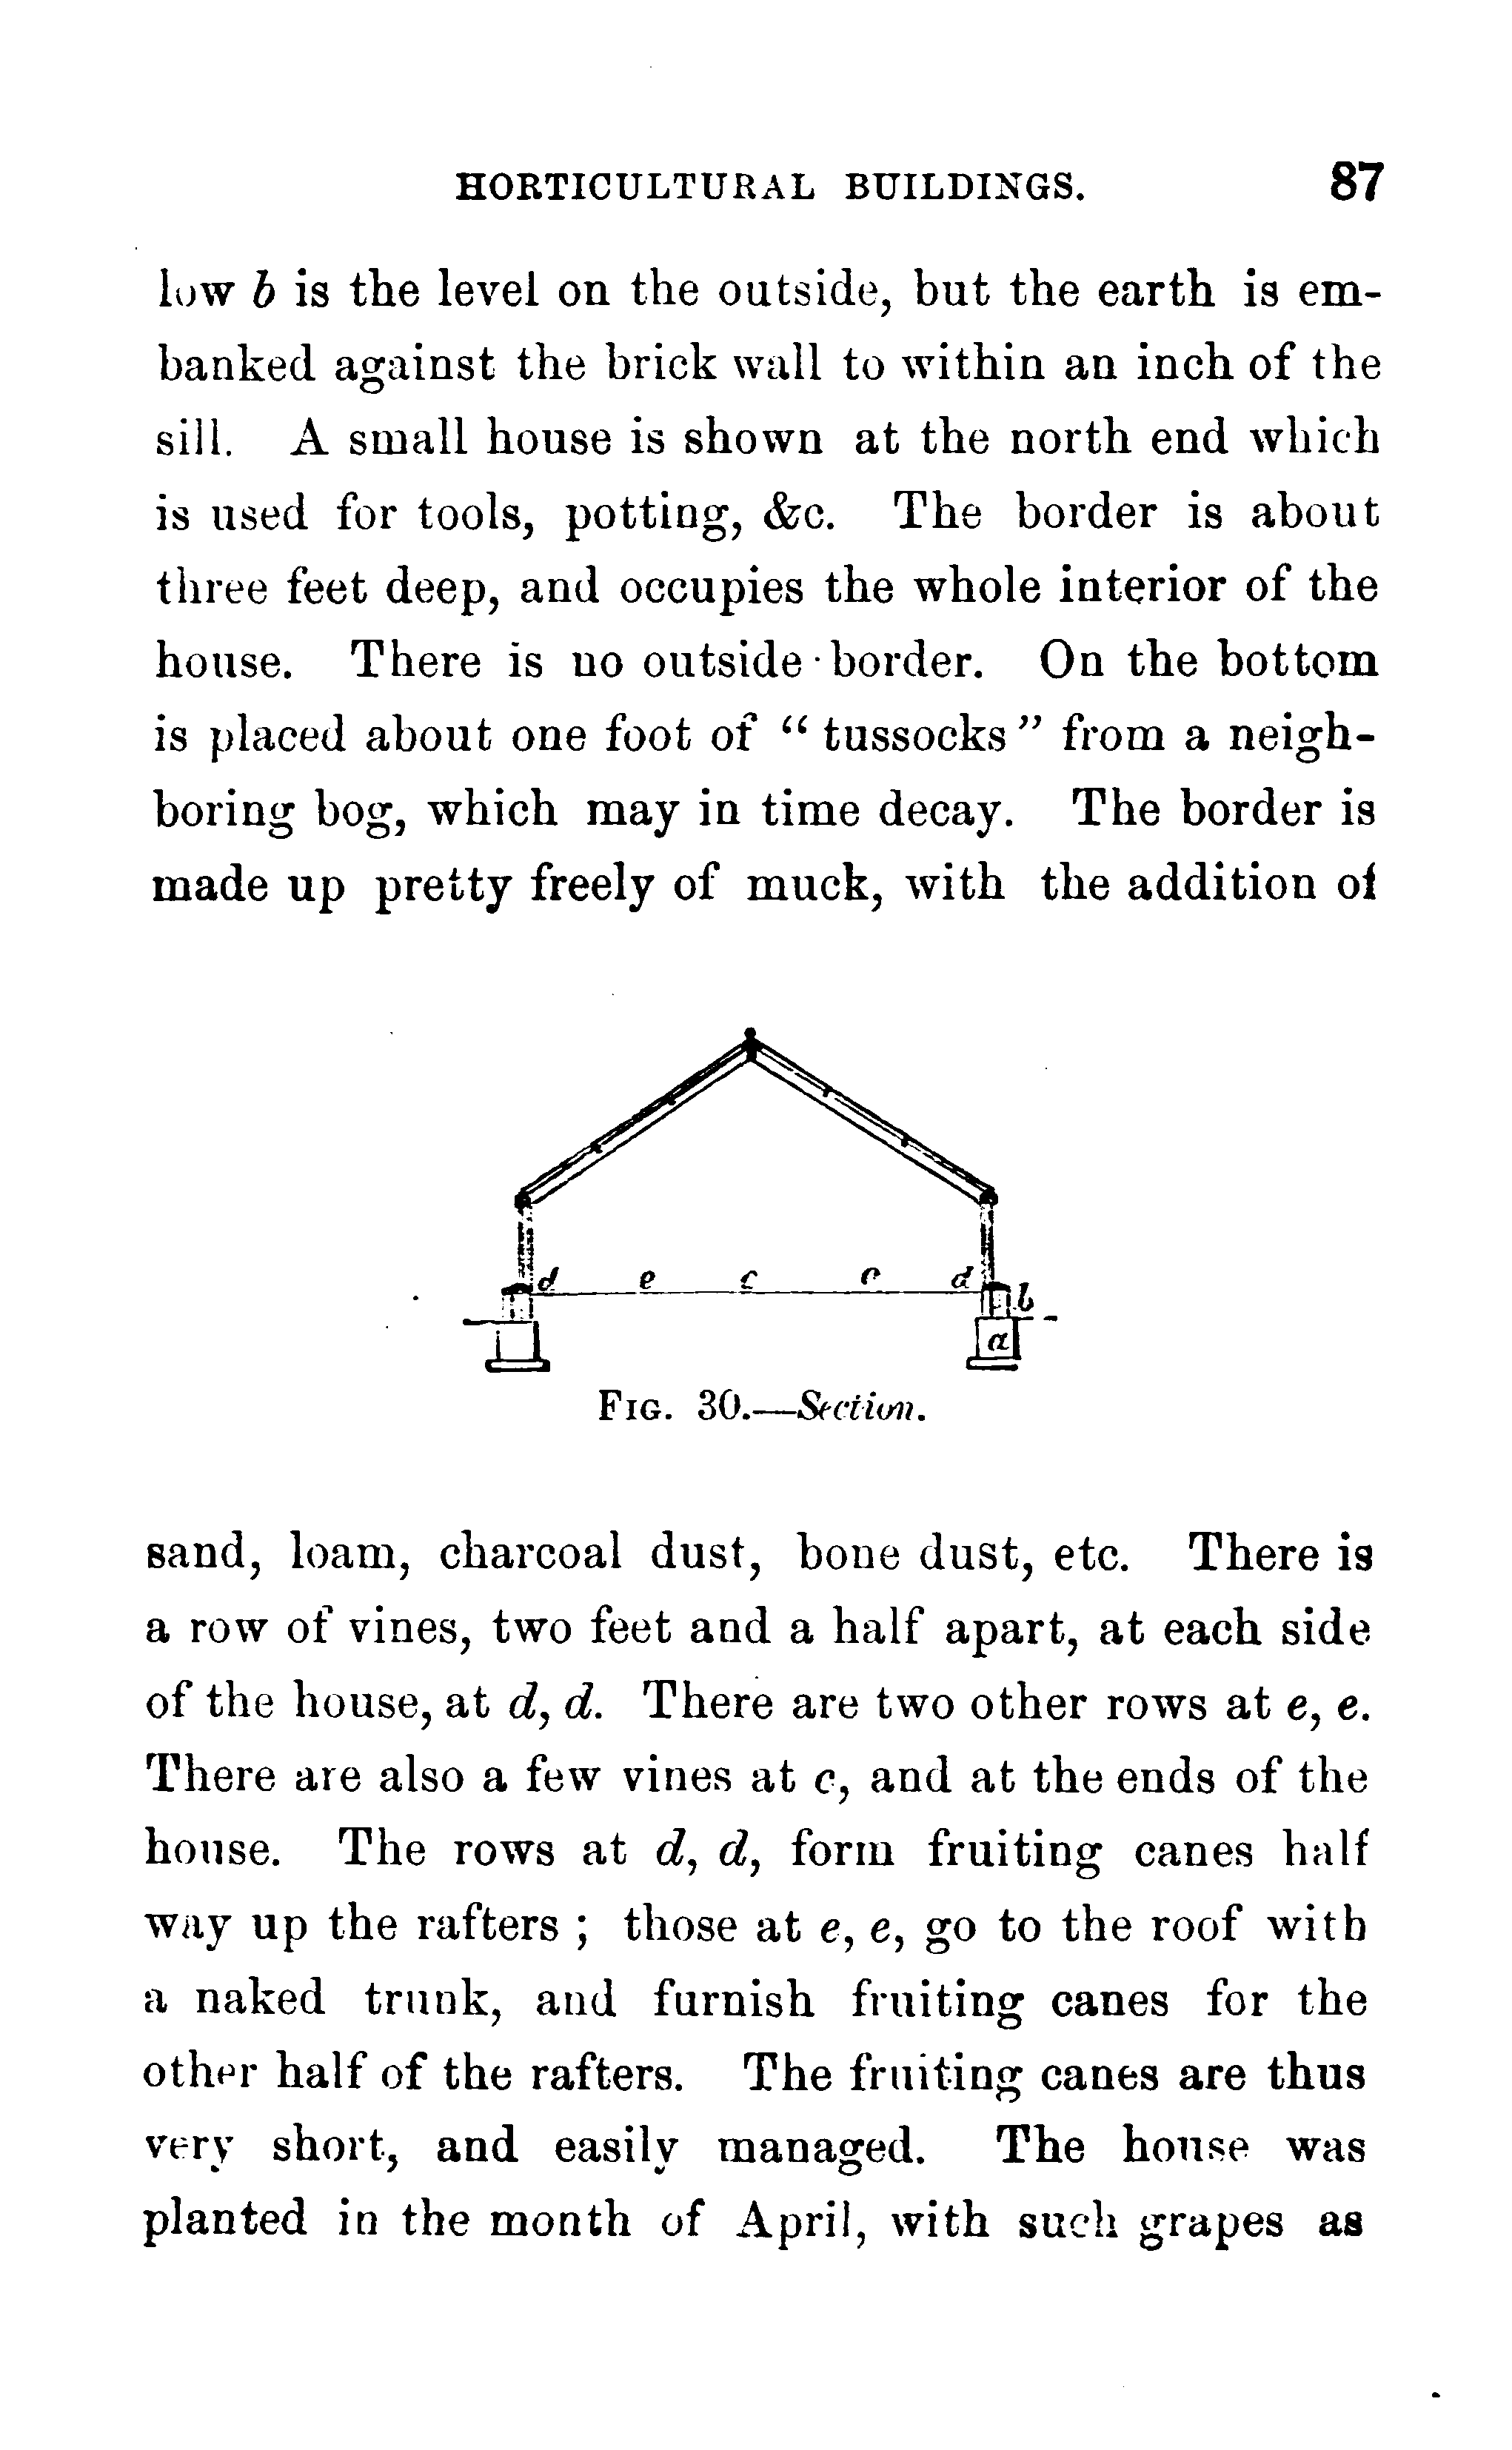 HORTICULTURAL BUILDINGS. 87
low b is the level on the outside, but the earth is em-
banked against the brick wall to within an inch of the
sill. A small house is shown at the north end which
is used for tools, potting, &c. The border is about
three feet deep, and occupies the whole interior of the
house. There is no outside border. On the bottom
is placed about one foot of “tussocks” from a neigh-
boring bog, which may in time decay. The border is
made up pretty freely of muck, with the addition of
d e c e d
b
a
FIG. 30.—Section.
sand, loam, charcoal dust, bone dust, etc. There is
a row of vines, two feet and a half apart, at each side
of the house, at d, d. There are two other rows at e, e.
There are also a few vines at c, and at the ends of the
house. The rows at d, d, form fruiting canes half
way up the rafters ; those at e, e, go to the roof with
a naked trunk, and furnish fruiting canes for the
other half of the rafters. The fruiting canes are thus
very short, and easily managed. The house was
planted in the month of April, with such grapes as